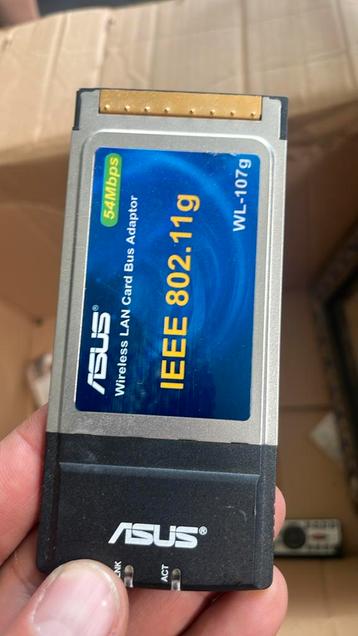 ASUS®
Wireless LAN Card Bus Adaptor
54Mbps
IEEE 802.11g
WL-107g
ASUS®
ACT